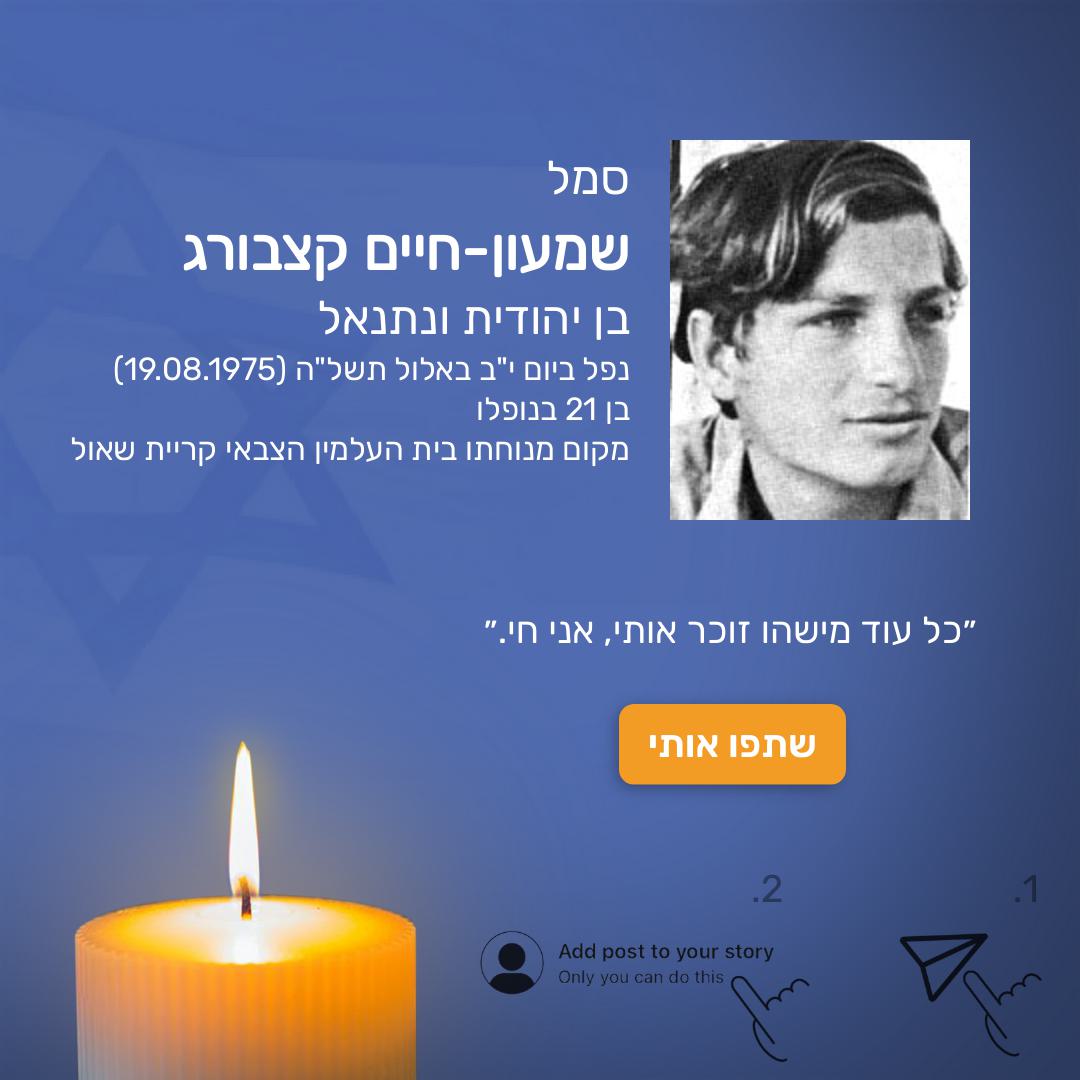 סמל
שמעון-חיים קצבורג
בן יהודית ונתנאל
נפל ביום י"ב באלול תשל"ה (19.08.1975)
בן 21 בנופלו
מקום מנוחתו בית העלמין הצבאי קריית שאול
״כל עוד מישהו זוכר אותי, אני חי.״
שתפו אותי
1.
2.
Add post to your story
Only you can do this